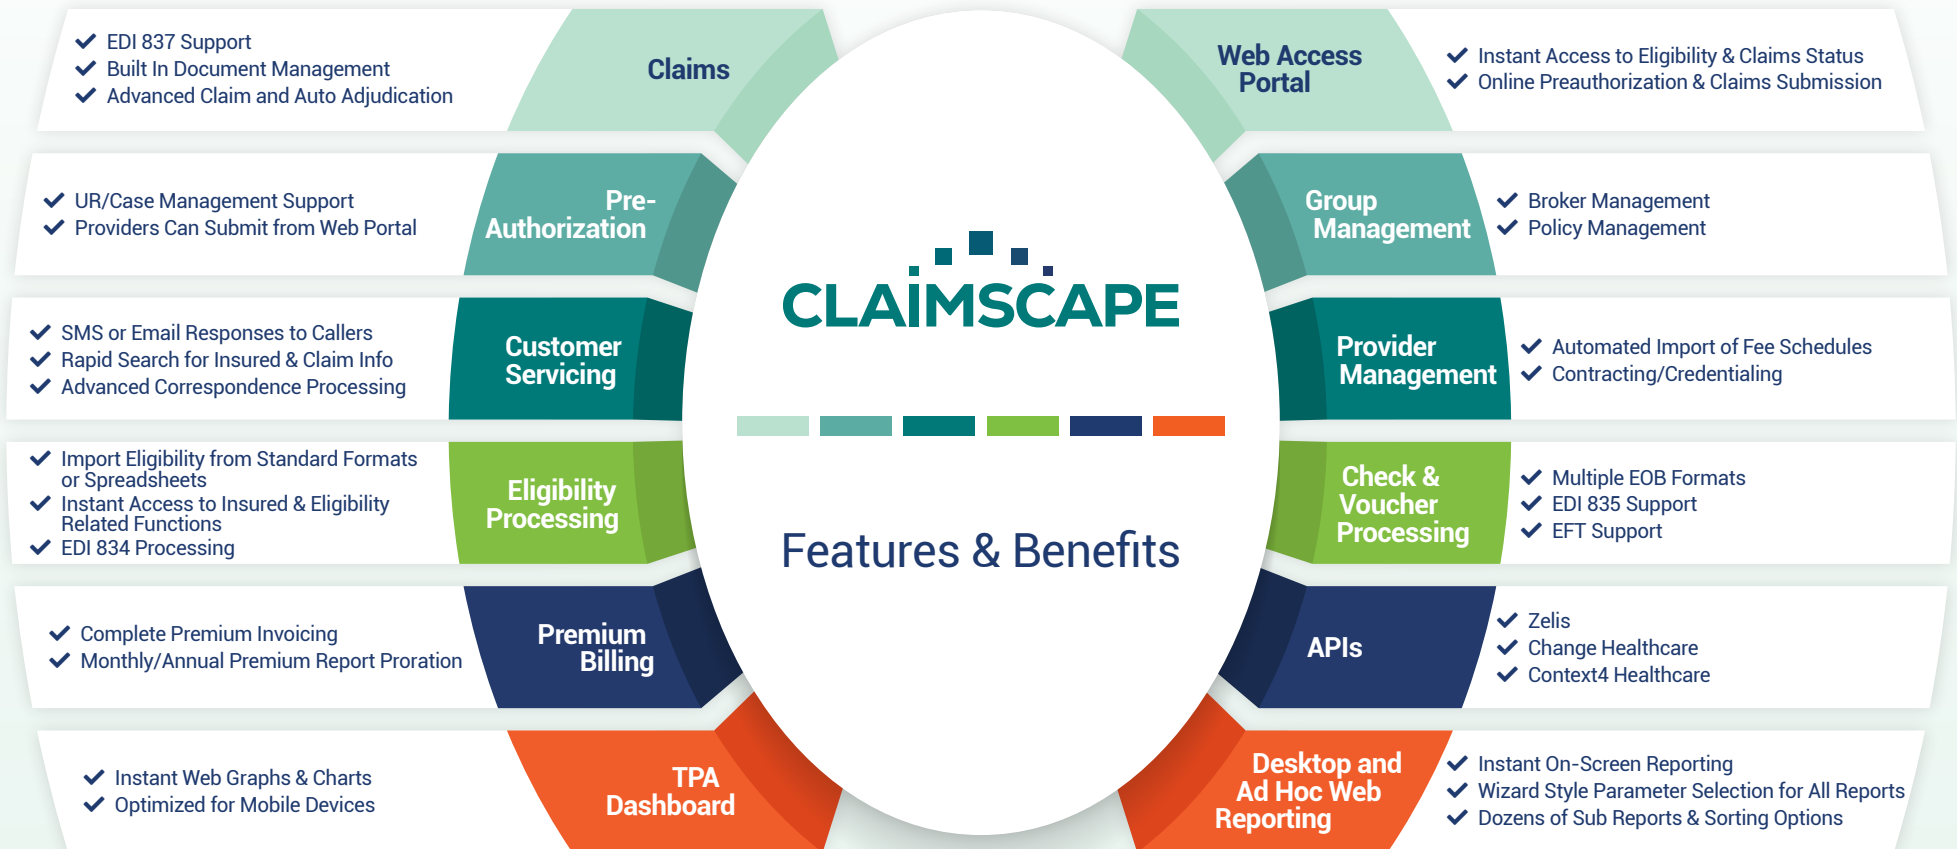 EDI 837 Support
Built In Document Management
Advanced Claim and Auto Adjudication
Claims
UR/Case Management Support
Providers Can Submit from Web Portal
Pre-
Authorization
SMS or Email Responses to Callers
Rapid Search for Insured & Claim Info
Advanced Correspondence Processing
Customer
Servicing
Import Eligibility from Standard Formats
or Spreadsheets
Instant Access to Insured & Eligibility
Related Functions
EDI 834 Processing
Eligibility
Processing
Complete Premium Invoicing
Monthly/Annual Premium Report Proration
Premium
Billing
Instant Web Graphs & Charts
Optimized for Mobile Devices
TPA
Dashboard
CLAIMSCAPE
Features & Benefits
Web Access
Portal
Instant Access to Eligibility & Claims Status
Online Preauthorization & Claims Submission
Group
Management
Broker Management
Policy Management
Provider
Management
Automated Import of Fee Schedules
Contracting/Credentialing
Check &
Voucher
Processing
Multiple EOB Formats
EDI 835 Support
EFT Support
APIs
Zelis
Change Healthcare
Context4 Healthcare
Desktop and
Ad Hoc Web
Reporting
Instant On-Screen Reporting
Wizard Style Parameter Selection for All Reports
Dozens of Sub Reports & Sorting Options